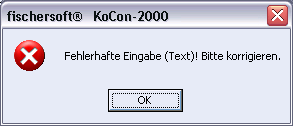 fischersoft® KoCon-2000
Fehlerhafte Eingabe (Text)! Bitte korrigieren.
OK